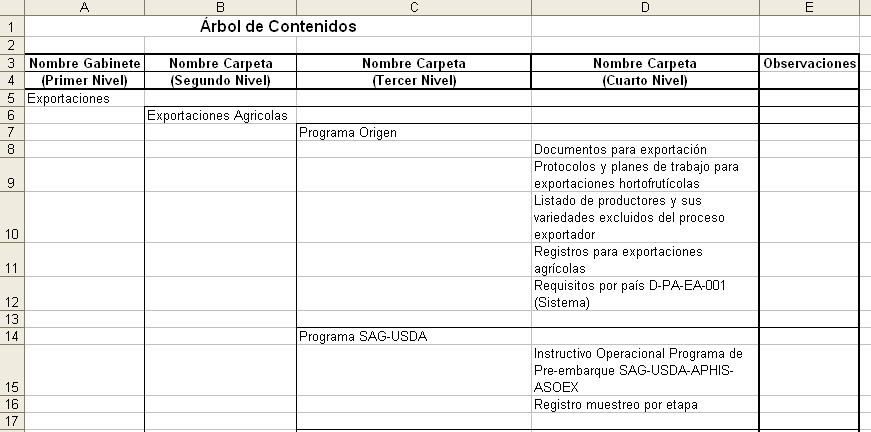 A B C D E
1 Árbol de Contenidos
2
3 Nombre Gabinete Nombre Carpeta Nombre Carpeta Nombre Carpeta Observaciones
4 (Primer Nivel) (Segundo Nivel) (Tercer Nivel) (Cuarto Nivel)
5 Exportaciones
6 Exportaciones Agricolas
7 Programa Origen
8 Documentos para exportación
Protocolos y planes de trabajo para
9 exportaciones hortofrutícolas
Listado de productores y sus
variedades excluidos del proceso
10 exportador
Registros para exportaciones
11 agrícolas
Requisitos por país D-PA-EA-001
12 (Sistema)
13
14 Programa SAG-USDA
Instructivo Operacional Programa de
Pre-embarque SAG-USDA-APHIS-
15 ASOEX
16 Registro muestreo por etapa
17